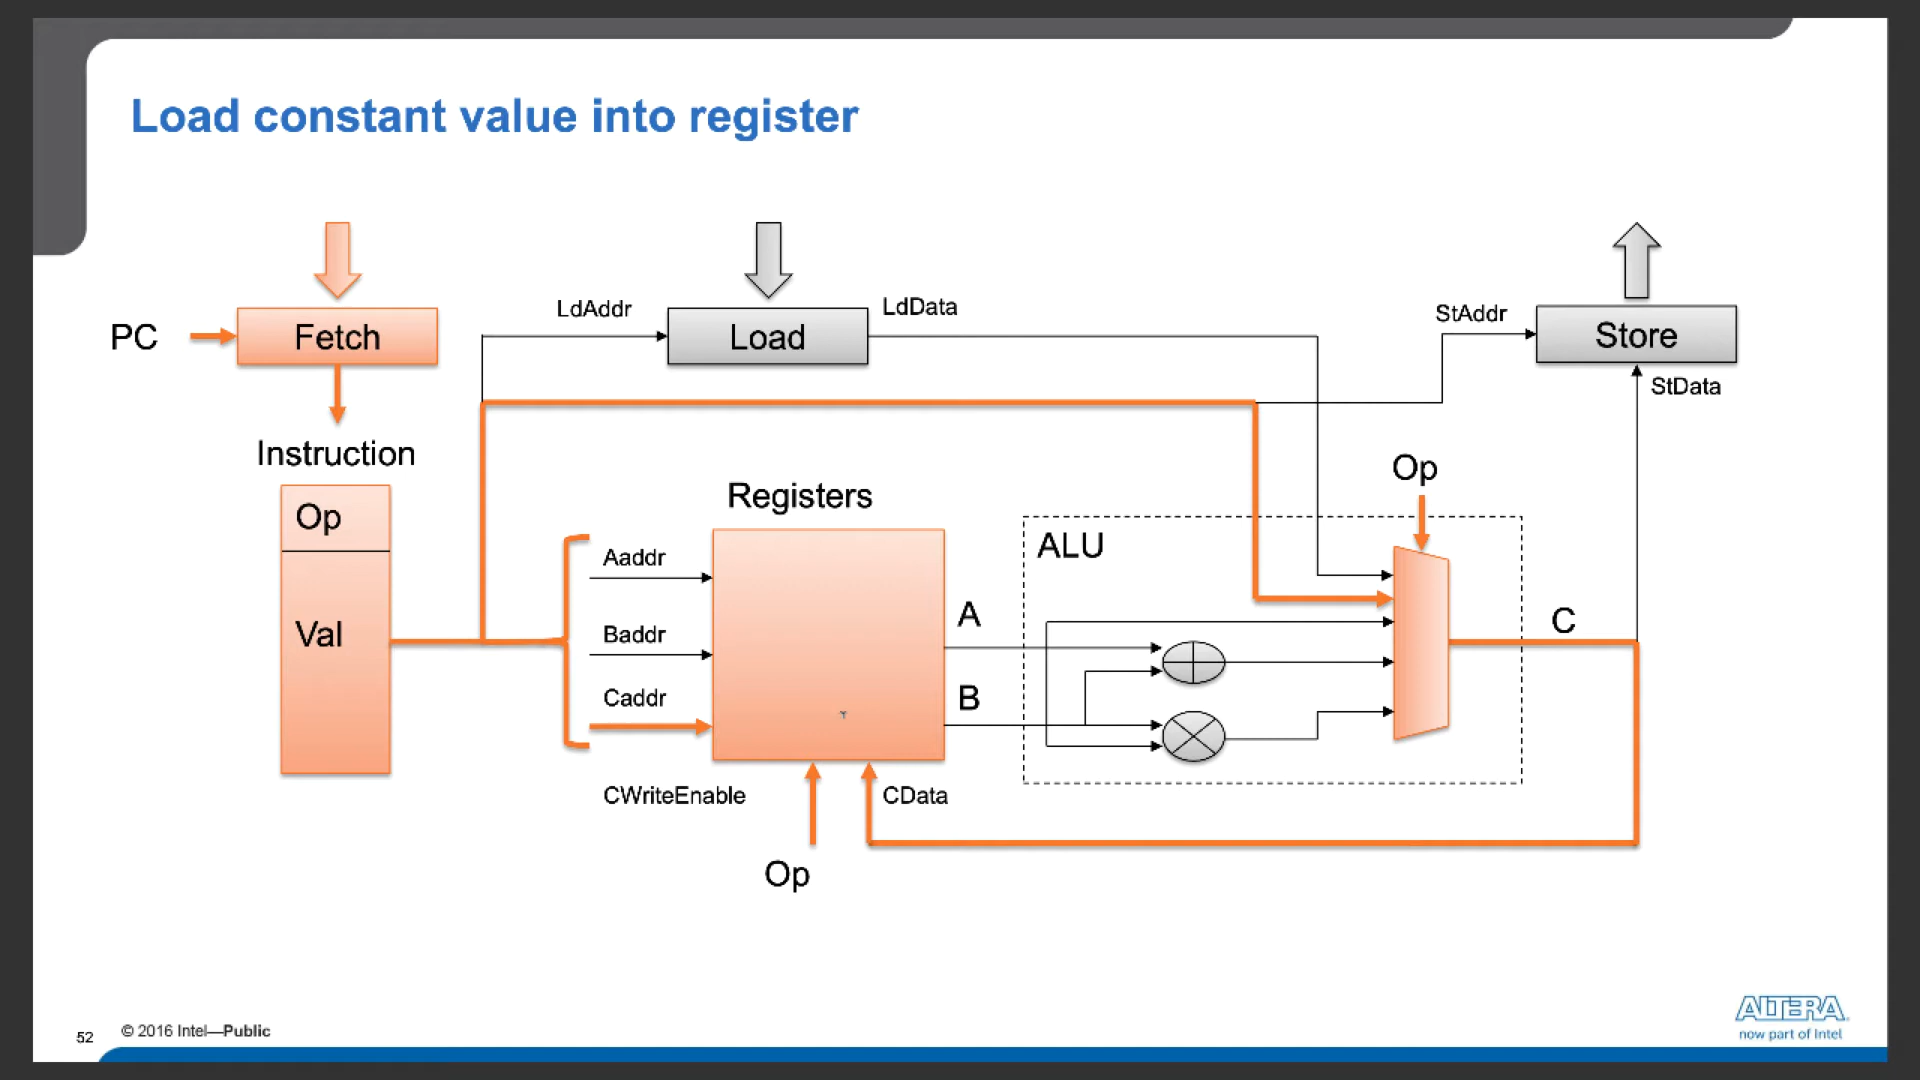 Load constant value into register
PC
Fetch
LdAddr
Load
LdData
StAddr
Store
StData
Instruction
Op
Val
Registers
Aaddr
Baddr
Caddr
CWriteEnable
CData
Op
A
B
ALU
Op
C
52
© 2016 Intel—Public
ALTERA
now part of Intel